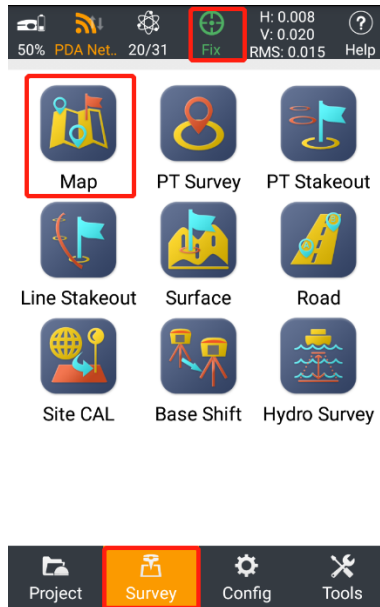 H: 0.008
V: 0.020
50% PDA Net.. 20/31 Fix RMS: 0.015 Help
Map PT Survey PT Stakeout
Line Stakeout Surface Road
Site CAL Base Shift Hydro Survey
Project Survey Config Tools